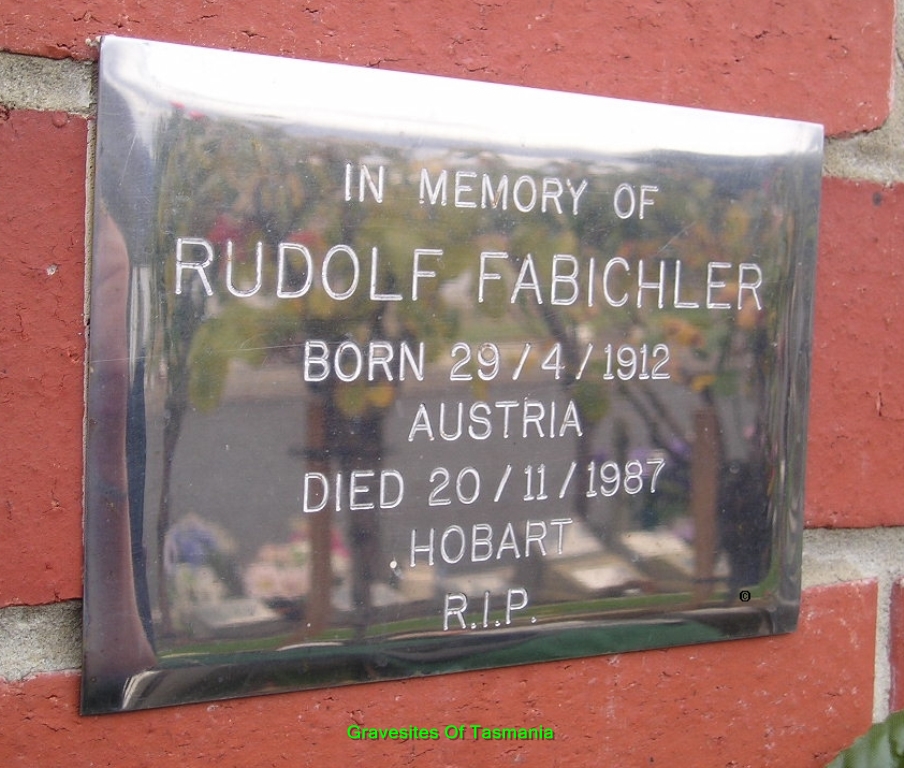 IN MEMORY OF
RUDOLF FABICHLER
BORN 29/4/1912
AUSTRIA
DIED 20/11/1987
.HOBART
R.I.P.
©
Gravesites Of Tasmania